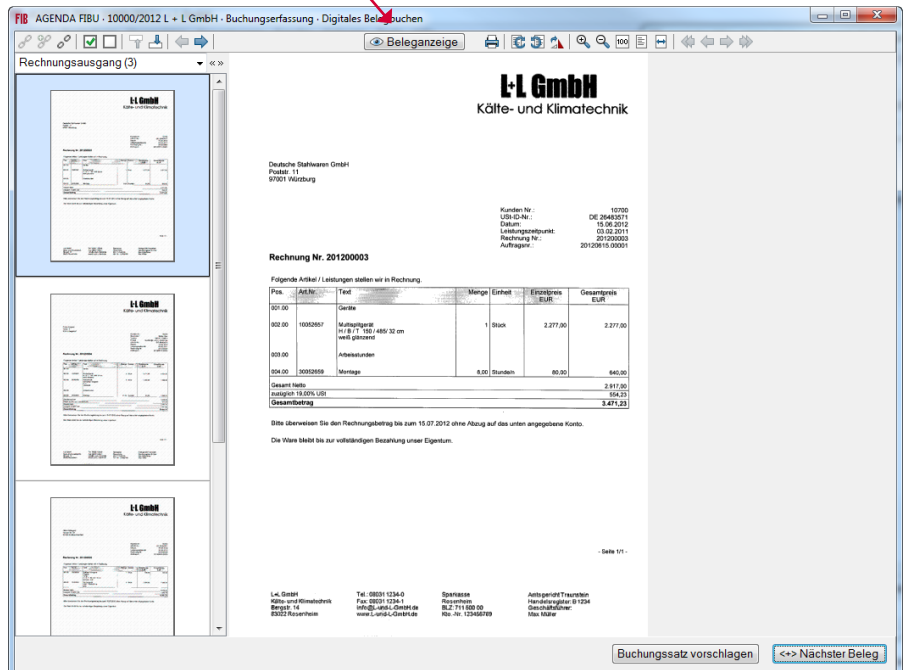 FIB AGENDA FIBU · 10000/2012 L + L GmbH · Buchungserfassung · Digitales Belegbuchen
Beleganzeige
100
Rechnungsausgang (3)
L+L GmbH
Kälte- und Klimatechnik
Deutsche Stahlwaren GmbH
Poststr. 11
97001 Würzburg
Kunden Nr.: 10700
USt-ID-Nr.: DE 26483571
Datum: 15.06.2012
Leistungszeitpunkt: 03.02.2011
Rechnung Nr.: 201200003
Auftragsnr.: 20120615.00001
Rechnung Nr. 201200003
Folgende Artikel / Leistungen stellen wir in Rechnung.
Pos. Art.Nr. Text Menge Einheit Einzelpreis EUR Gesamtpreis EUR
001.00 Geräte
002.00 10052657 Multisplitgerät 1 Stück 2.277,00 2.277,00
H / B / T 150 / 485/ 32 cm
weiß glänzend
003.00 Arbeitsstunden
004.00 30052659 Montage 8,00 Stunde/n 80,00 640,00
Gesamt Netto 2.917,00
zuzüglich 19,00% USt 554,23
Gesamtbetrag 3.471,23
Bitte überweisen Sie den Rechnungsbetrag bis zum 15.07.2012 ohne Abzug auf das unten angegebene Konto.
Die Ware bleibt bis zur vollständigen Bezahlung unser Eigentum.
- Seite 1/1 -
L+L GmbH Tel.: 08031 1234-0 Sparkasse Amtsgericht Traunstein
Kälte- und Klimatechnik Fax: 08031 1234-1 Rosenheim Handelsregister: B 1234
Bergstr. 14 info@L-und-L-GmbH.de BLZ: 711 500 00 Geschäftsführer:
83022 Rosenheim www.L-und-L-GmbH.de Kto.-Nr. 123456789 Max Müller
Buchungssatz vorschlagen
<+> Nächster Beleg